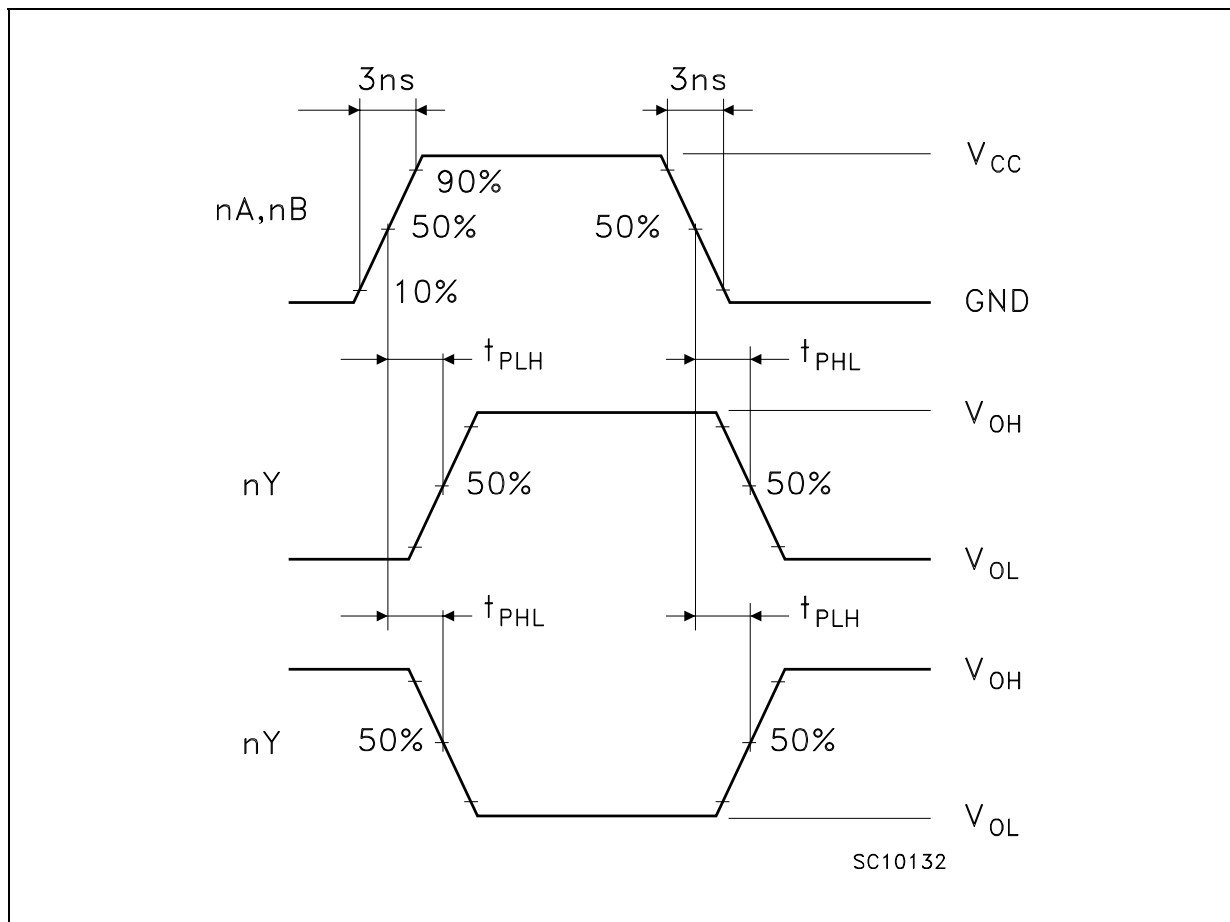 3ns 3ns
V_CC
90%
nA,nB 50% 50%
10% GND
t_PLH t_PHL
V_OH
nY 50% 50%
V_OL
t_PHL t_PLH
V_OH
nY 50% 50%
V_OL
SC10132